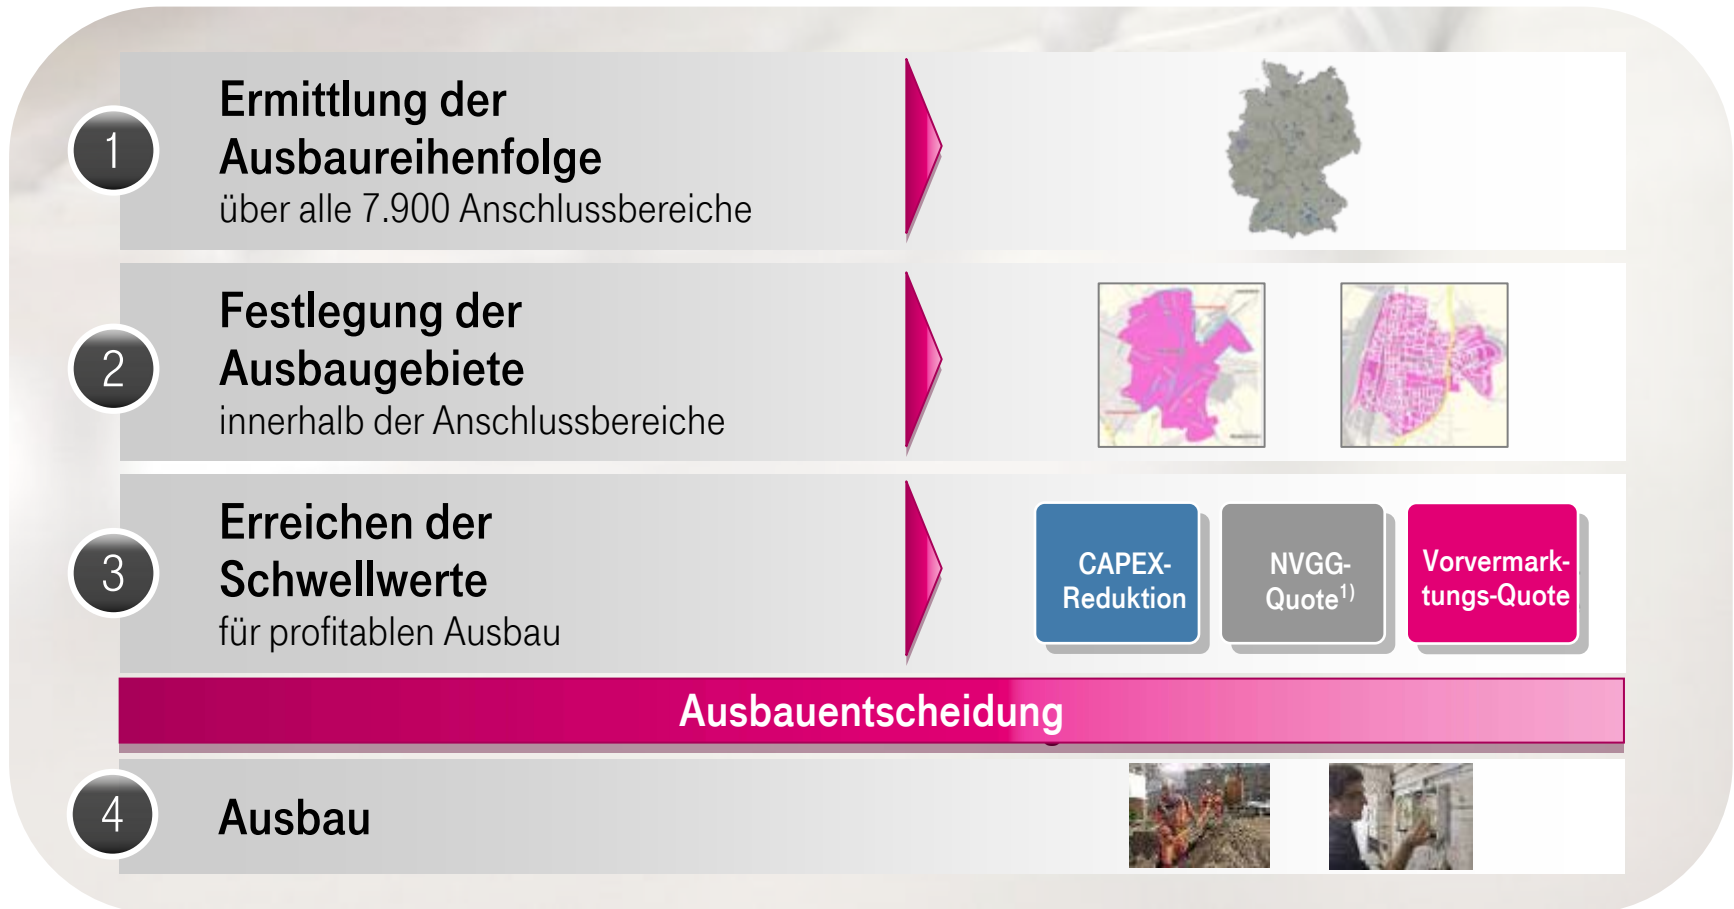 1
Ermittlung der
Ausbaureihenfolge
über alle 7.900 Anschlussbereiche
2
Festlegung der
Ausbaugebiete
innerhalb der Anschlussbereiche
3
Erreichen der
Schwellwerte
für profitablen Ausbau
CAPEX-
Reduktion
NVGG-
Quote¹⁾
Vorvermark-
tungs-Quote
Ausbauentscheidung
4
Ausbau